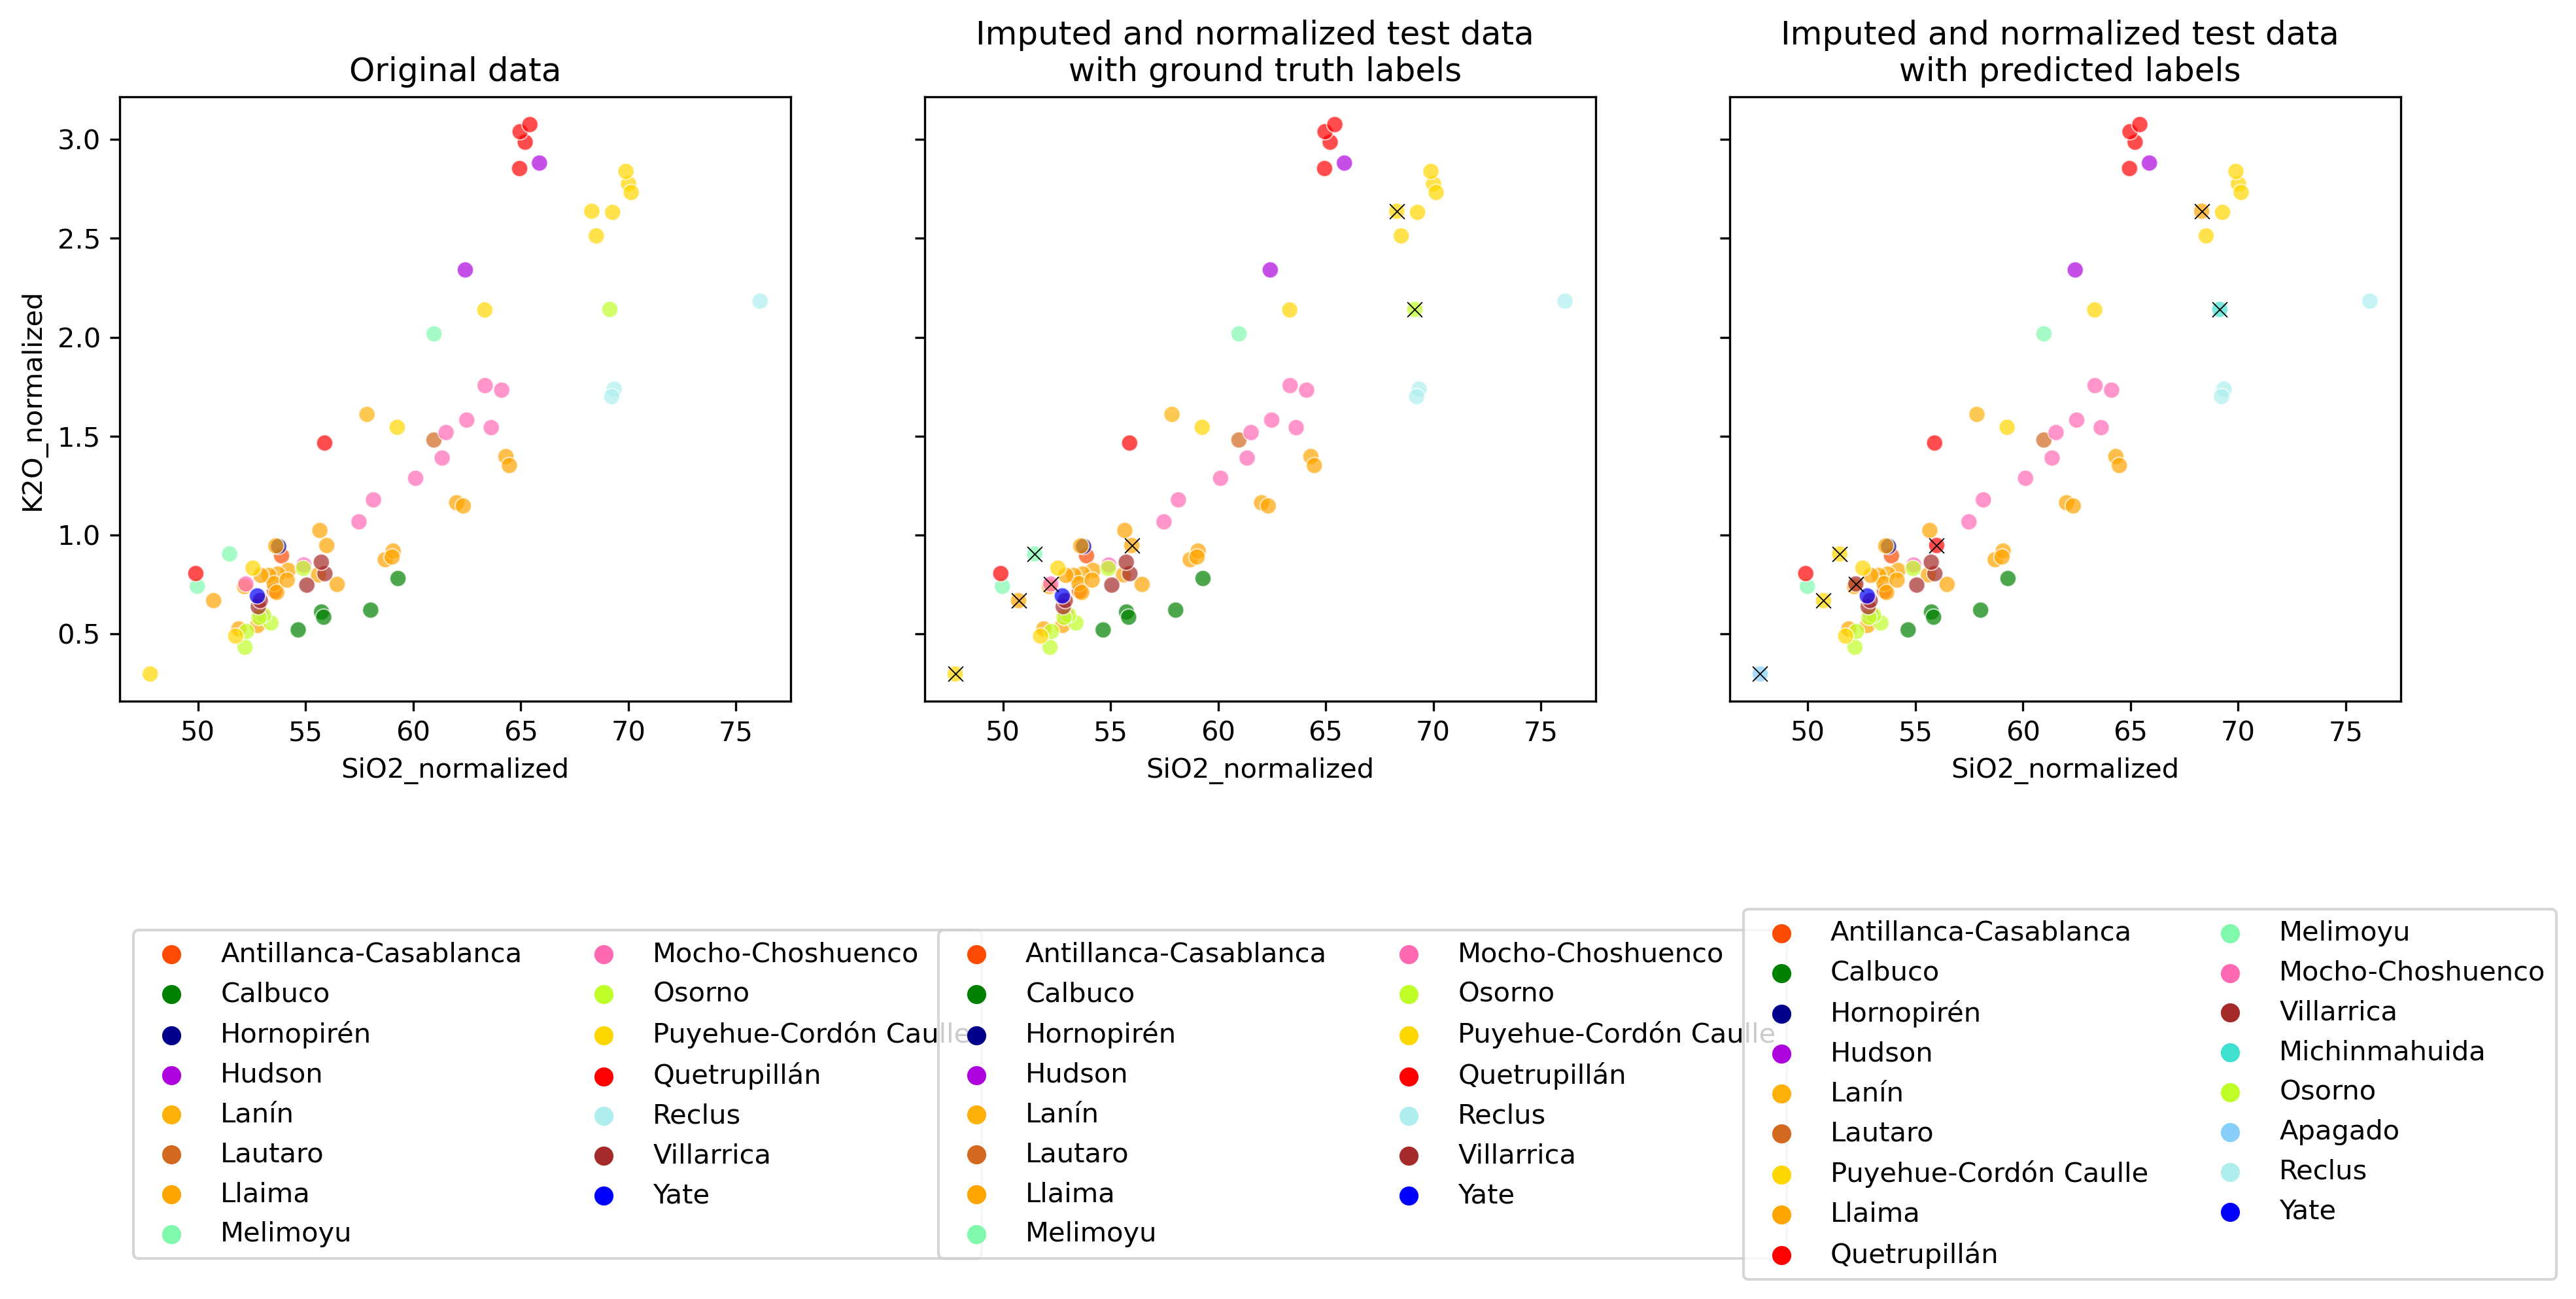 Original data
Imputed and normalized test data
with ground truth labels
Imputed and normalized test data
with predicted labels
K2O_normalized
3.0
2.5
2.0
1.5
1.0
0.5
50 55 60 65 70 75
SiO2_normalized
50 55 60 65 70 75
SiO2_normalized
50 55 60 65 70 75
SiO2_normalized
Antillanca-Casablanca
Calbuco
Hornopirén
Hudson
Lanín
Lautaro
Llaima
Melimoyu
Mocho-Choshuenco
Osorno
Puyehue-Cordón Caulle
Quetrupillán
Reclus
Villarrica
Yate
Antillanca-Casablanca
Calbuco
Hornopirén
Hudson
Lanín
Lautaro
Llaima
Melimoyu
Mocho-Choshuenco
Osorno
Puyehue-Cordón Caulle
Quetrupillán
Reclus
Villarrica
Yate
Antillanca-Casablanca
Calbuco
Hornopirén
Hudson
Lanín
Lautaro
Puyehue-Cordón Caulle
Llaima
Quetrupillán
Melimoyu
Mocho-Choshuenco
Villarrica
Michinmahuida
Osorno
Apagado
Reclus
Yate